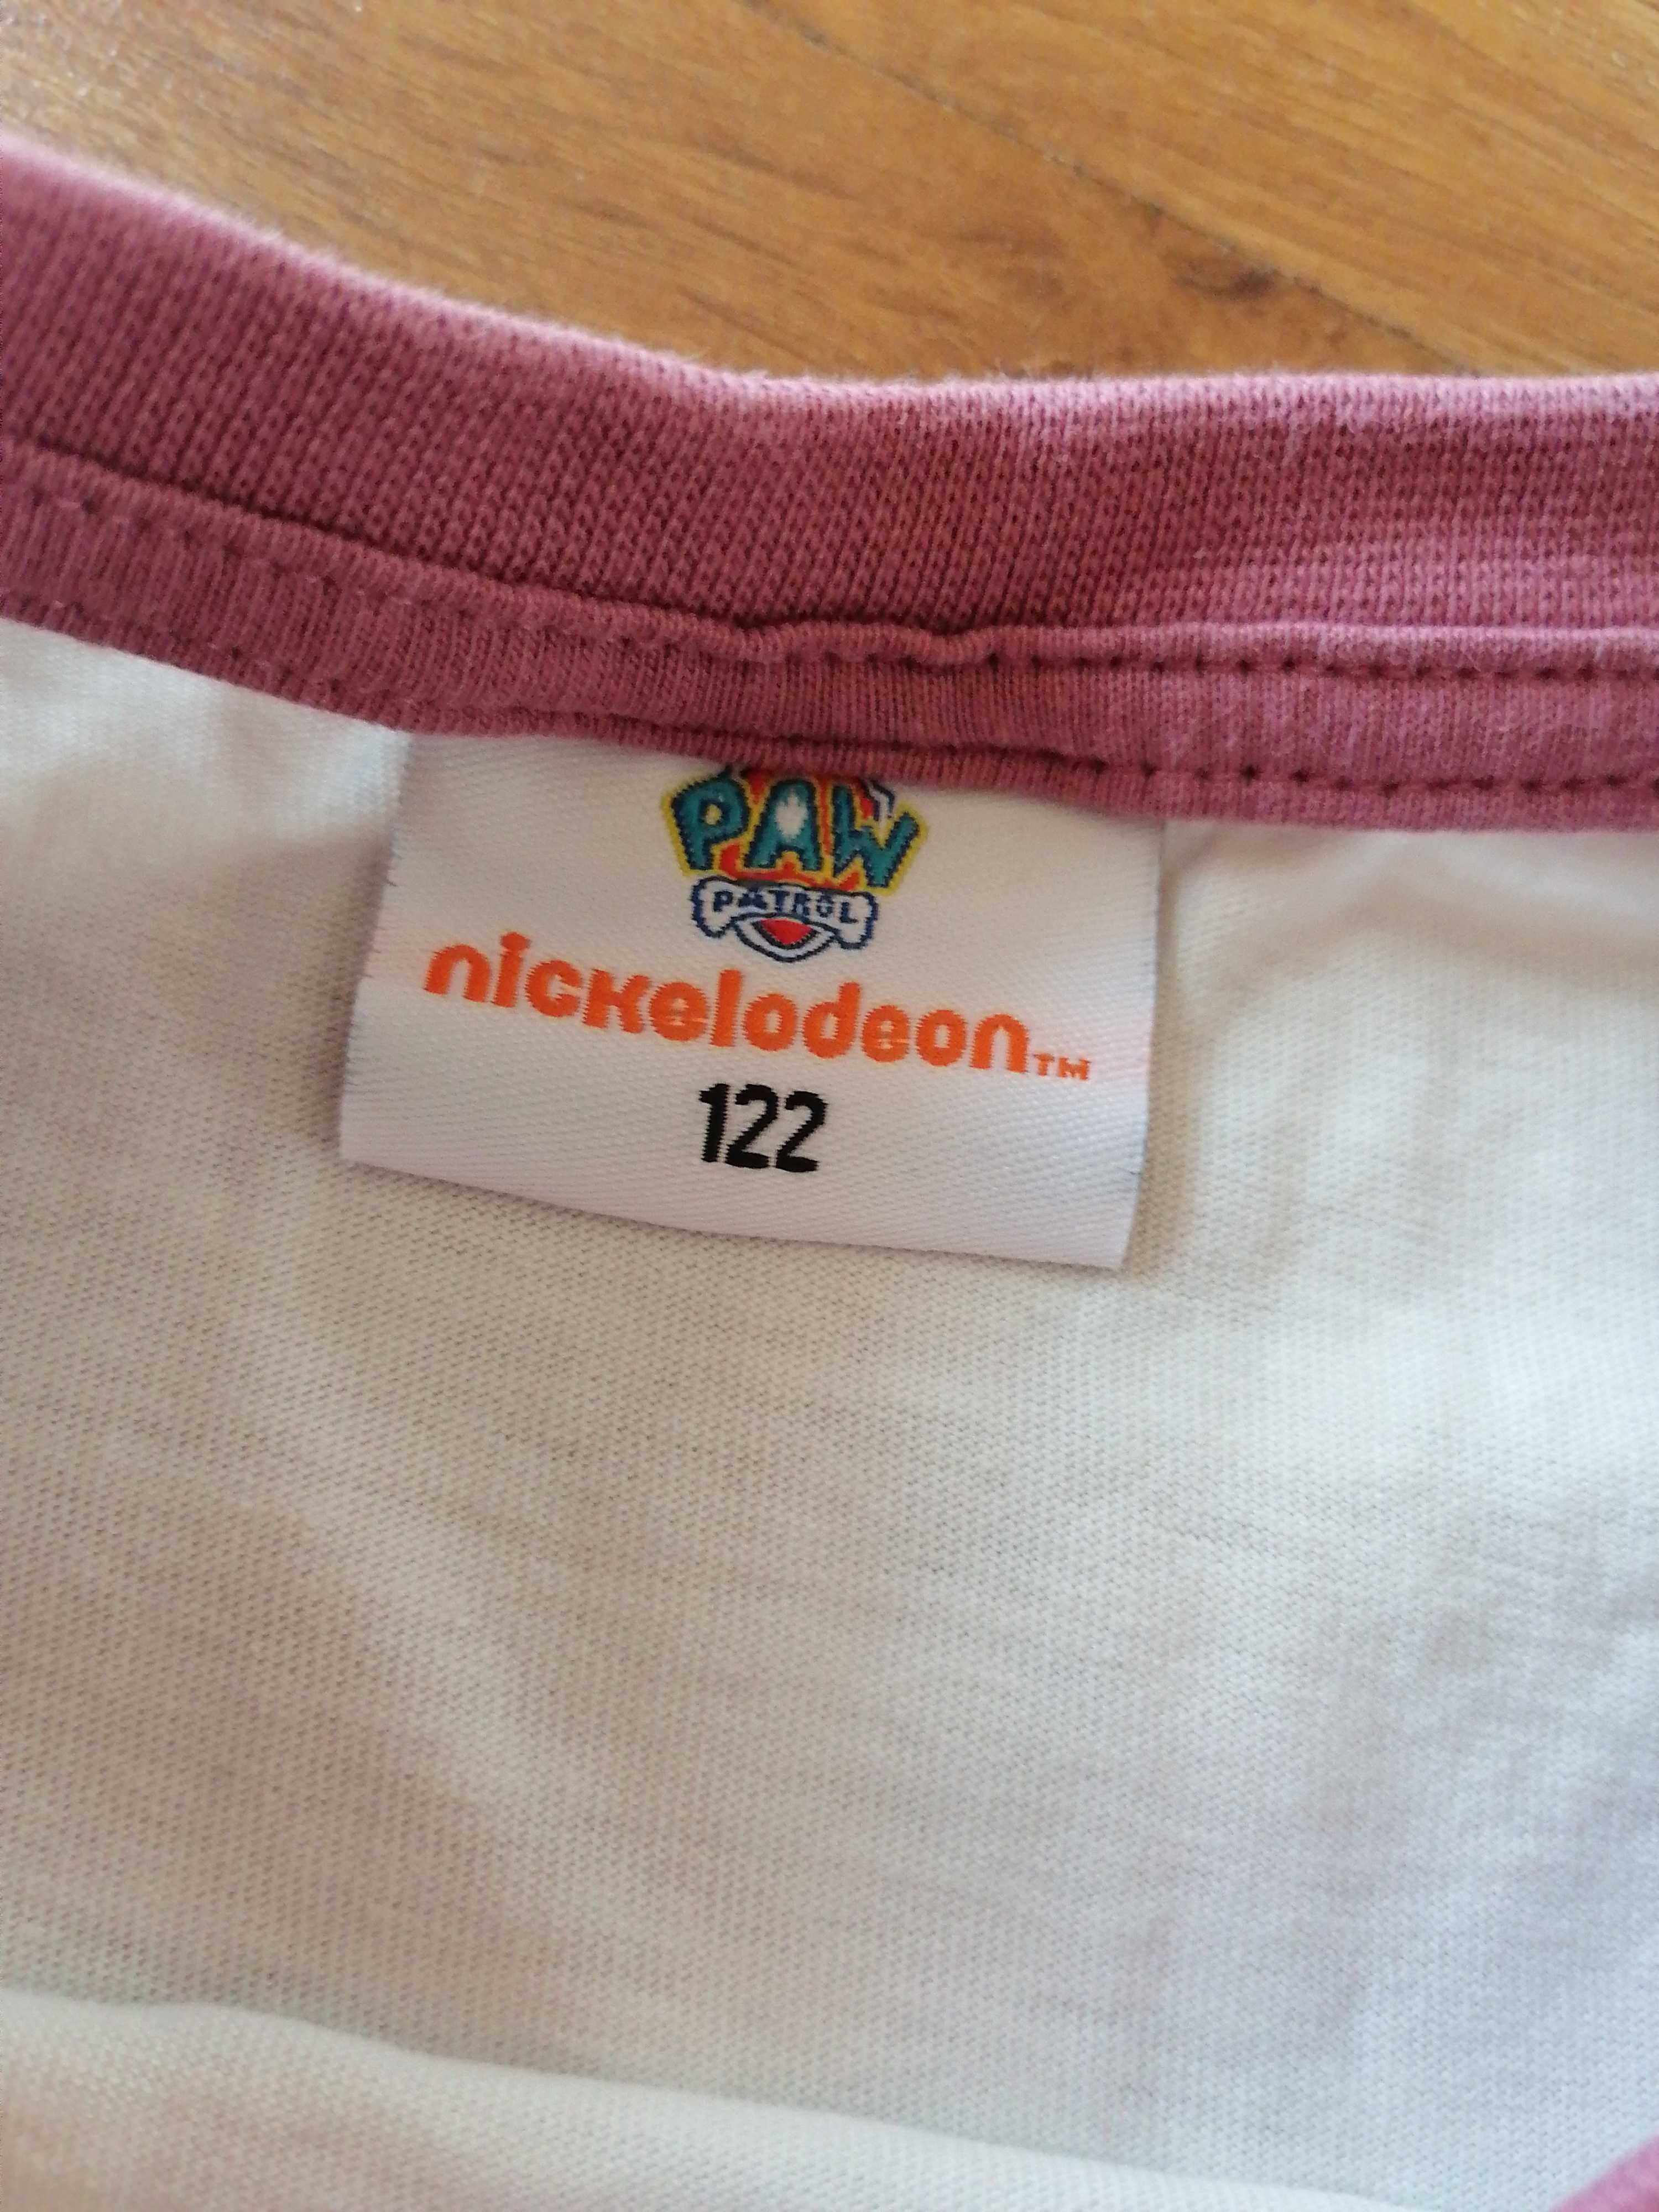 PAW
PATROL
nickelodeon™
122